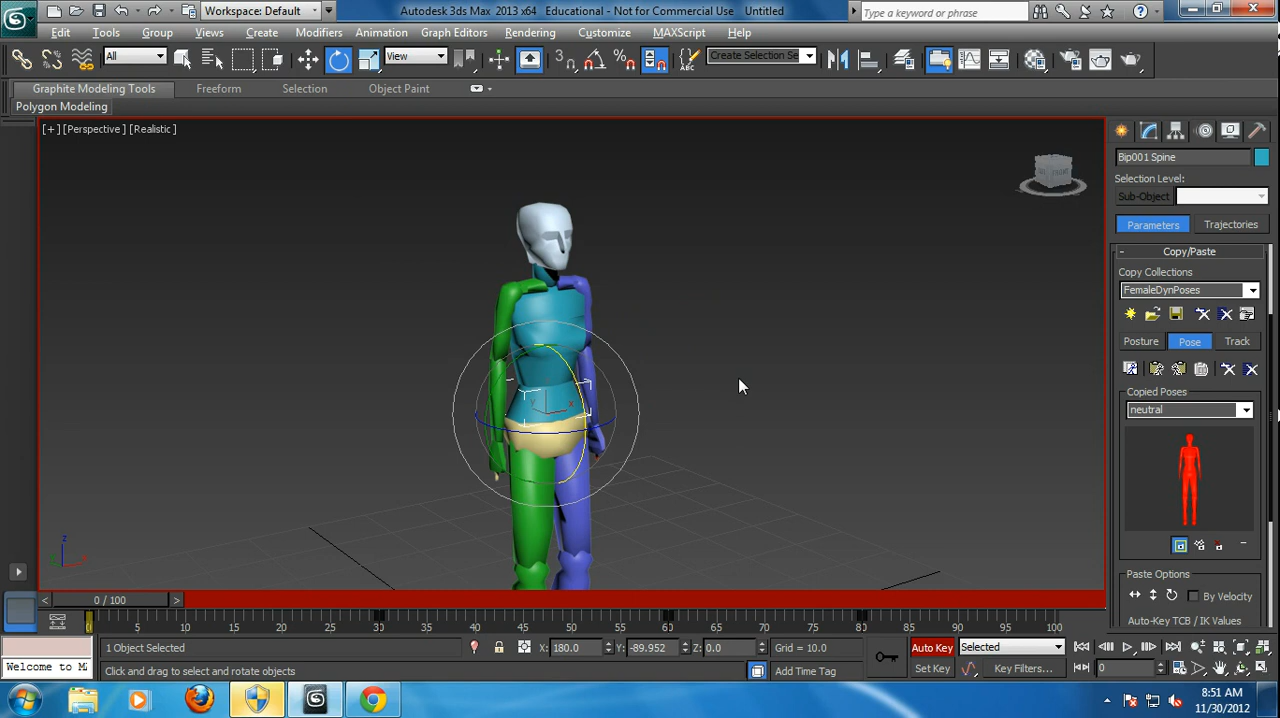 Workspace: Default
Autodesk 3ds Max 2013 x64 Educational - Not for Commercial Use Untitled
Type a keyword or phrase
Edit Tools Group Views Create Modifiers Animation Graph Editors Rendering Customize MAXScript Help
All View 3 Create Selection Se
Graphite Modeling Tools Freeform Selection Object Paint
Polygon Modeling
[+] [Perspective ] [Realistic ]
Bip001 Spine
Selection Level:
Sub-Object
Parameters Trajectories
- Copy/Paste
Copy Collections
FemaleDynPoses
Posture Pose Track
Copied Poses
neutral
Paste Options
By Velocity
Auto-Key TCB / IK Values
x
z
< 0 / 100 >
0 5 10 15 20 25 30 35 40 45 50 55 60 65 70 75 80 85 90 95 100
1 Object Selected X: 180.0 Y: -89.952 Z: 0.0 Grid = 10.0 Auto Key Selected
Welcome to M Click and drag to select and rotate objects Add Time Tag Set Key Key Filters... 0
8:51 AM
11/30/2012